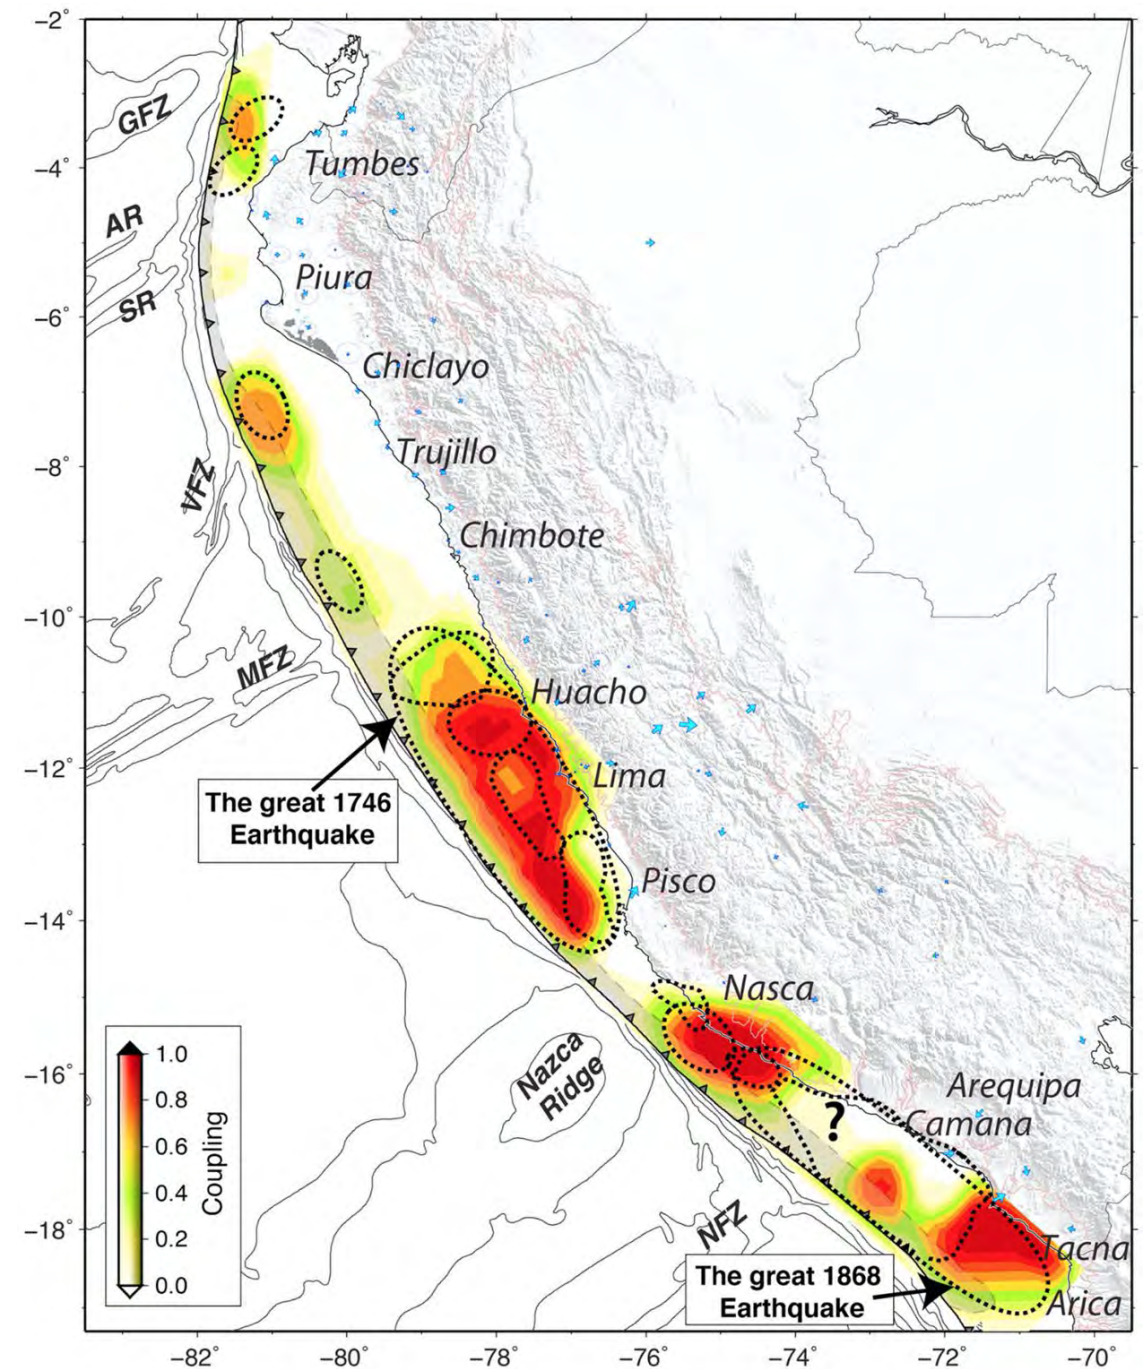 −2°
−4°
−6°
−8°
−10°
−12°
−14°
−16°
−18°
GFZ
AR
SR
VFZ
MFZ
Tumbes
Piura
Chiclayo
Trujillo
Chimbote
Huacho
The great 1746
Earthquake
Lima
Pisco
Nasca
Nazca
Ridge
Arequipa
?
Camana
NFZ
Tacna
The great 1868
Earthquake
Arica
1.0
0.8
0.6
0.4
0.2
0.0
Coupling
−82°
−80°
−78°
−76°
−74°
−72°
−70°